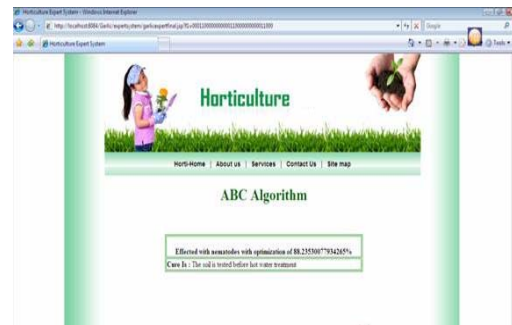 Horticulture Expert System - Windows Internet Explorer
Google
Horticulture Expert System
Tools
Horticulture
Horti-Home | About us | Services | Contact Us | Site map
ABC Algorithm
Effected with nematodes with optimization of 88.23530077934265%
Cure Is : The soil is tested before hot water treatment